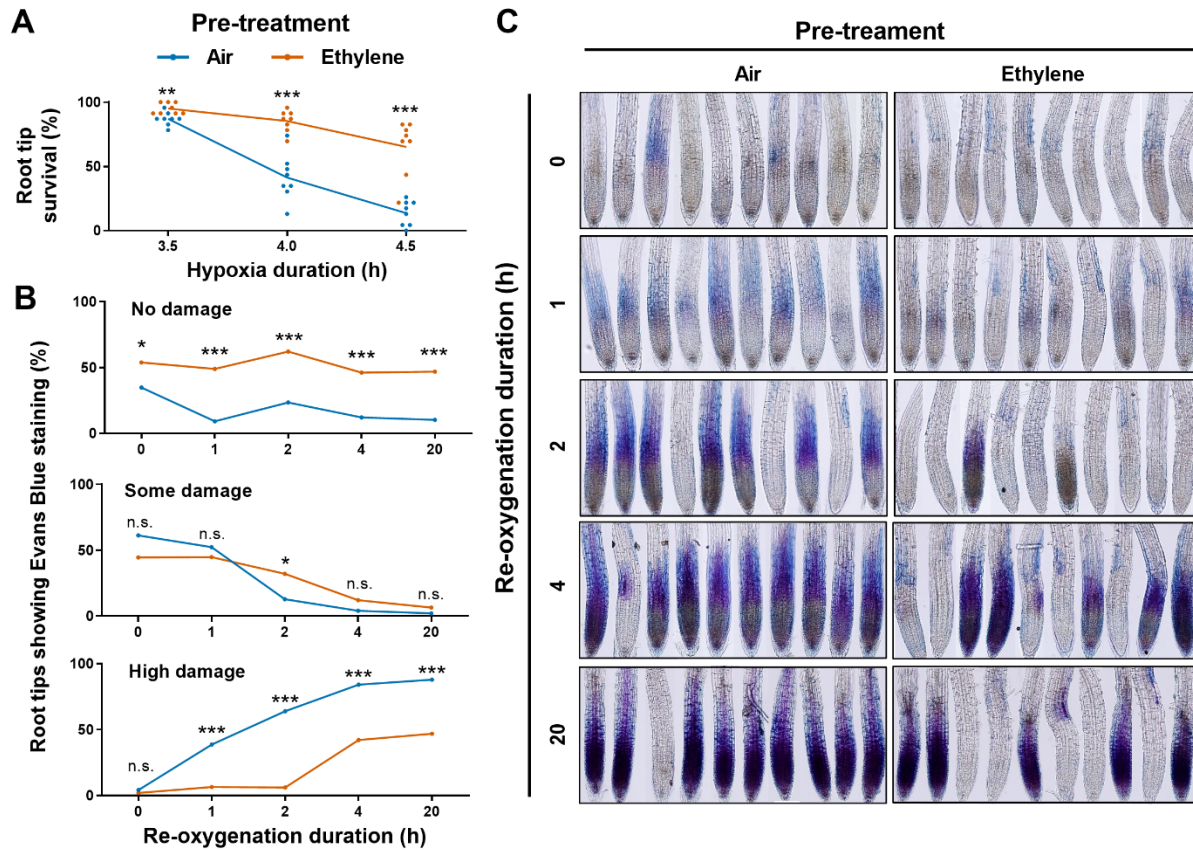 A
Pre-treatment
Air
Ethylene
**
***
***
100
50
0
Root tip
survival (%)
3.5
4.0
4.5
Hypoxia duration (h)
B
Root tips showing Evans Blue staining (%)
No damage
100
50
0
*
***
***
***
***
0
1
2
4
20
Some damage
100
50
0
n.s.
n.s.
*
n.s.
n.s.
0
1
2
4
20
High damage
100
50
0
n.s.
***
***
***
***
0
1
2
4
20
Re-oxygenation duration (h)
C
Pre-treament
Air
Ethylene
Re-oxygenation duration (h)
0
1
2
4
20